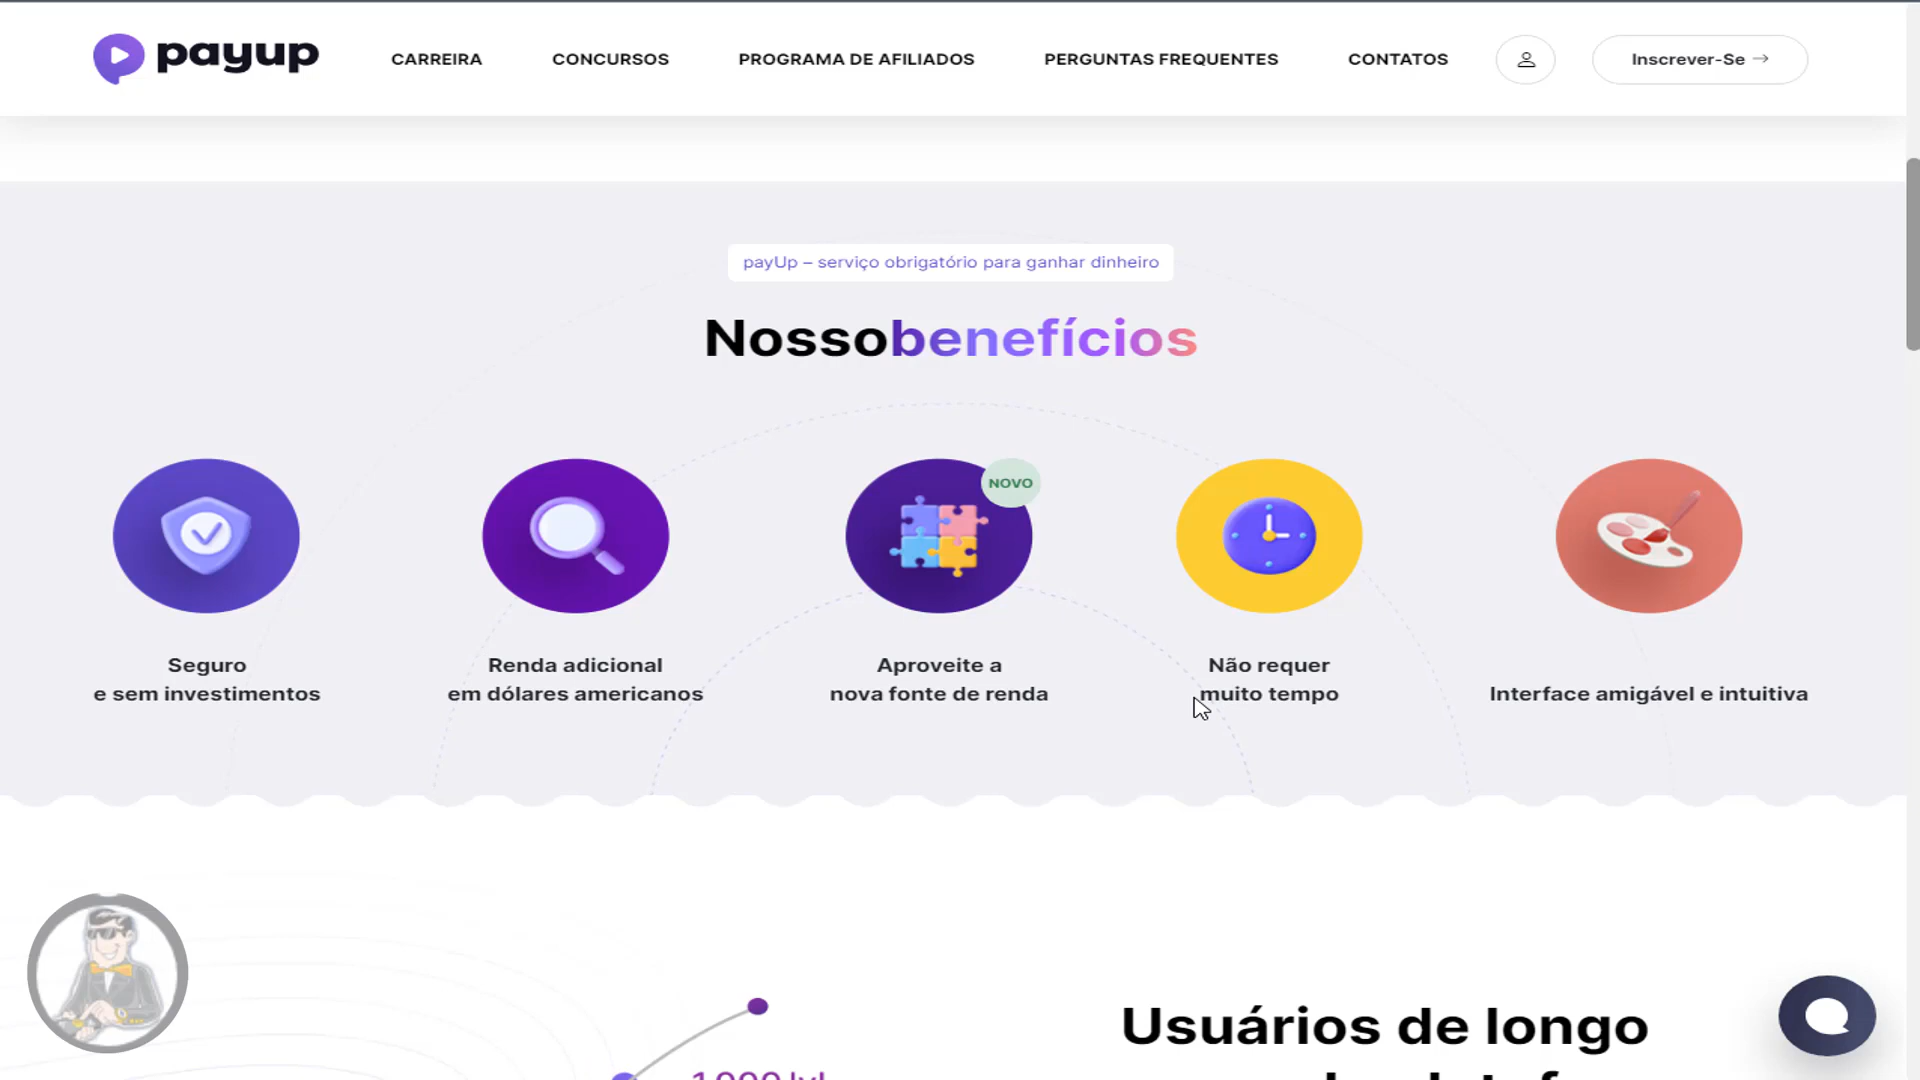 payup
CARREIRA
CONCURSOS
PROGRAMA DE AFILIADOS
PERGUNTAS FREQUENTES
CONTATOS
Inscrever-Se →
payUp – serviço obrigatório para ganhar dinheiro
Nossobenefícios
NOVO
Seguro
e sem investimentos
Renda adicional
em dólares americanos
Aproveite a
nova fonte de renda
Não requer
muito tempo
Interface amigável e intuitiva
Usuários de longo